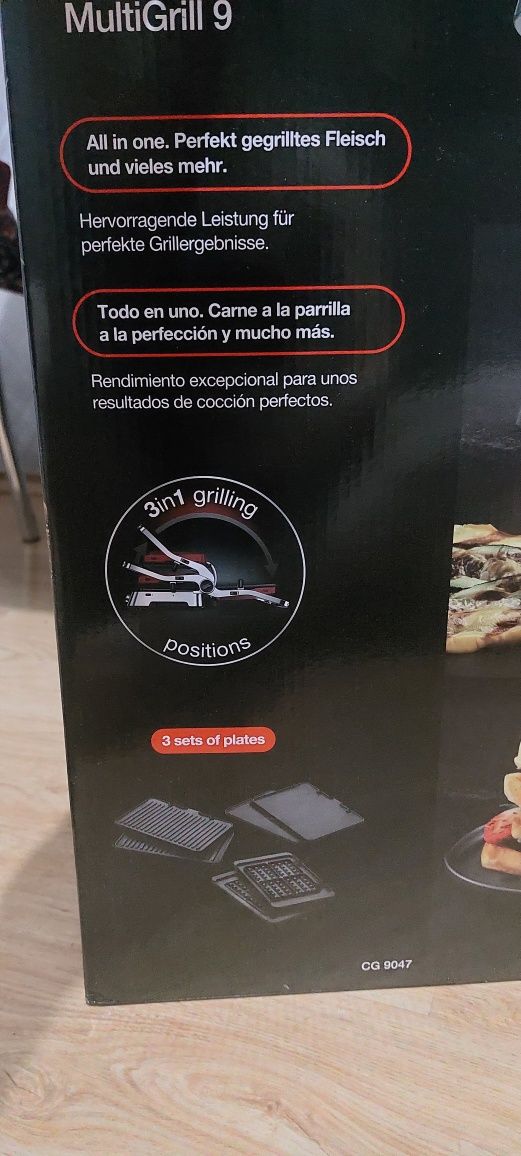 MultiGrill 9
All in one. Perfekt gegrilltes Fleisch
und vieles mehr.
Hervorragende Leistung für
perfekte Grillergebnisse.
Todo en uno. Carne a la parrilla
a la perfección y mucho más.
Rendimiento excepcional para unos
resultados de cocción perfectos.
3in1 grilling
positions
3 sets of plates
CG 9047